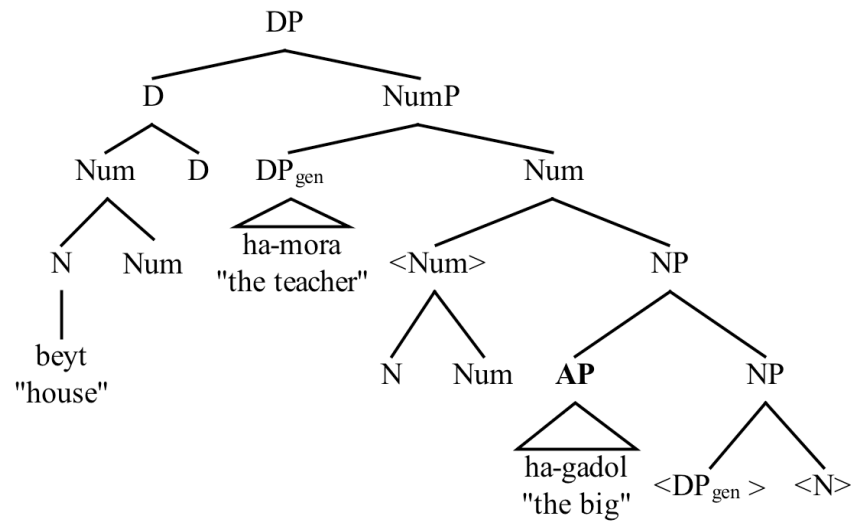 DP
D NumP
Num D DPgen Num
N Num ha-mora "the teacher" <Num> NP
beyt "house" N Num AP NP
ha-gadol "the big" <DPgen > <N>